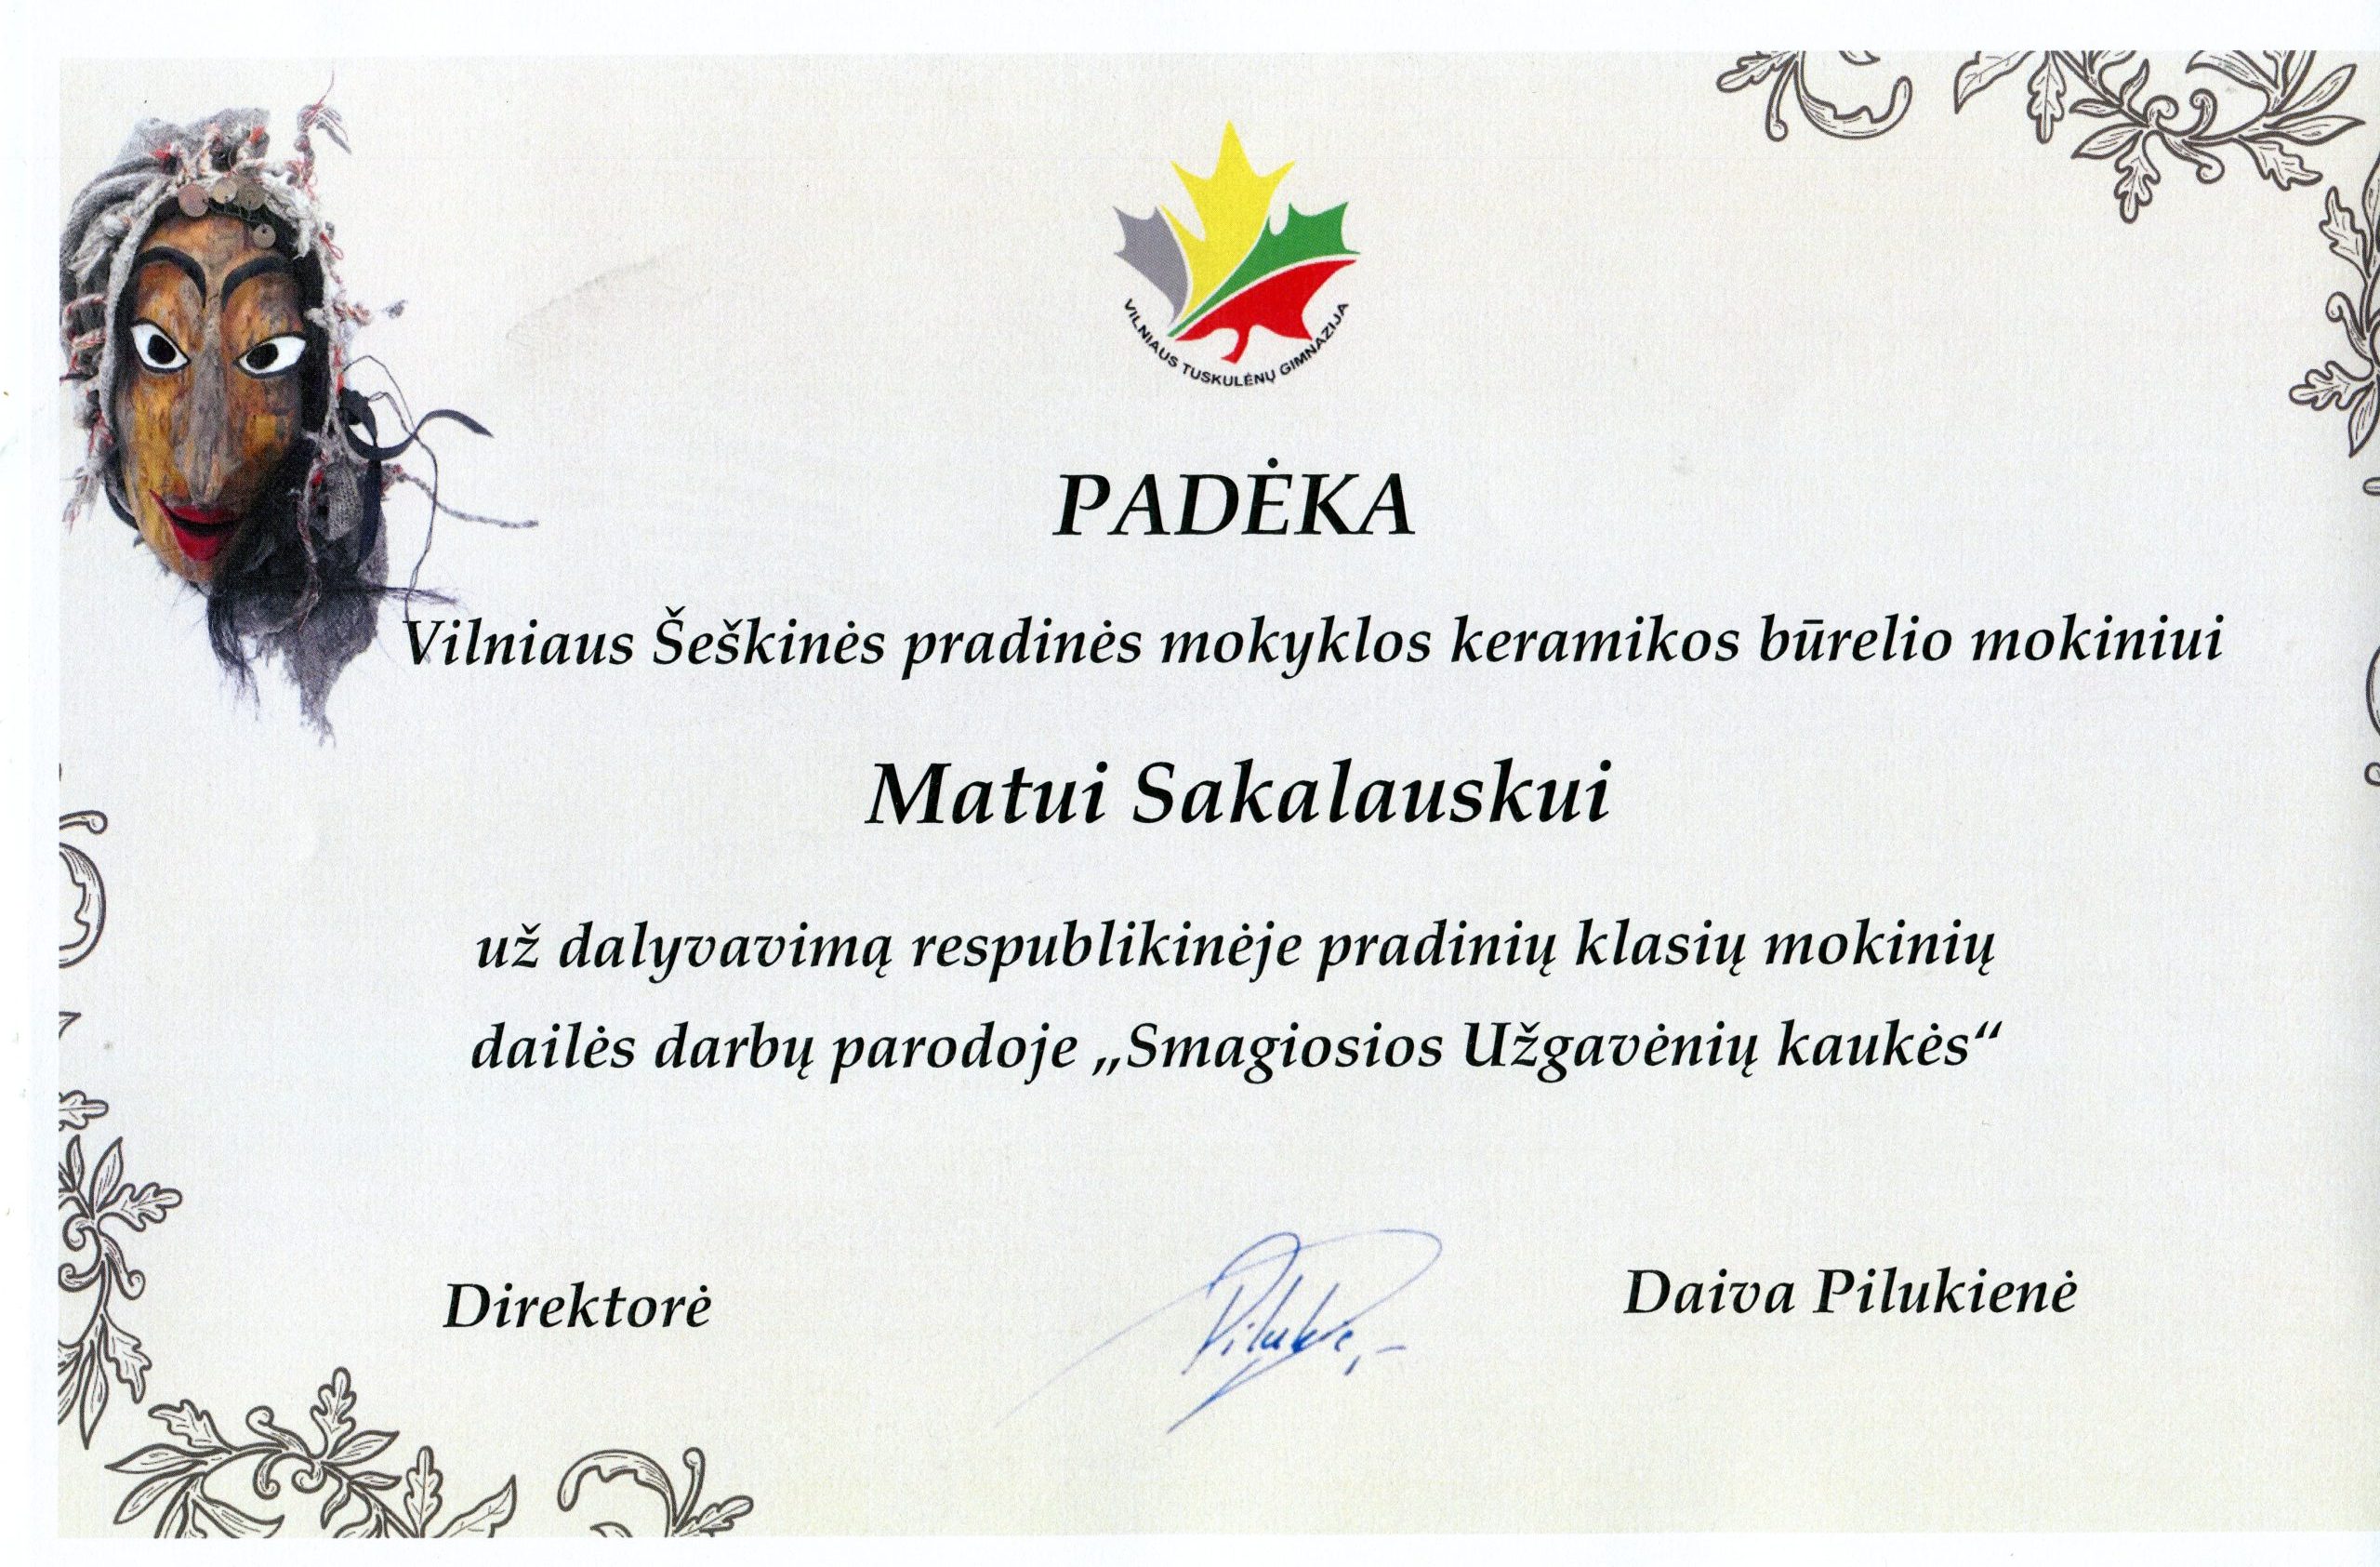 VILNIAUS TUSKULĖNŲ GIMNAZIJA
PADĖKA
Vilniaus Šeškinės pradinės mokyklos keramikos būrelio mokiniui
Matui Sakalauskui
už dalyvavimą respublikinėje pradinių klasių mokinių
dailės darbų parodoje „Smagiosios Užgavėnių kaukės“
Direktorė
Daiva Pilukienė